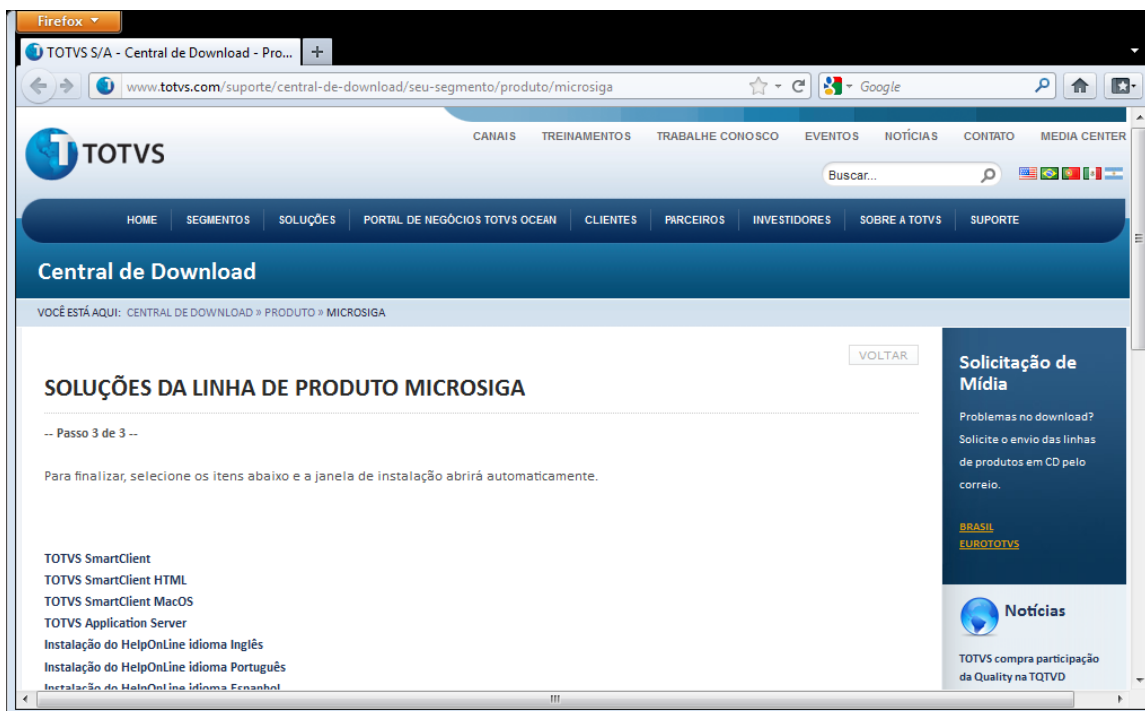 Firefox
TOTVS S/A - Central de Download - Pro...
www.totvs.com/suporte/central-de-download/seu-segmento/produto/microsiga
Google
TOTVS
CANAIS TREINAMENTOS TRABALHE CONOSCO EVENTOS NOTÍCIAS CONTATO MEDIA CENTER
Buscar...
HOME SEGMENTOS SOLUÇÕES PORTAL DE NEGÓCIOS TOTVS OCEAN CLIENTES PARCEIROS INVESTIDORES SOBRE A TOTVS SUPORTE
Central de Download
VOCÊ ESTÁ AQUI: CENTRAL DE DOWNLOAD » PRODUTO » MICROSIGA
VOLTAR
SOLUÇÕES DA LINHA DE PRODUTO MICROSIGA
-- Passo 3 de 3 --
Para finalizar, selecione os itens abaixo e a janela de instalação abrirá automaticamente.
TOTVS SmartClient
TOTVS SmartClient HTML
TOTVS SmartClient MacOS
TOTVS Application Server
Instalação do HelpOnLine idioma Inglês
Instalação do HelpOnLine idioma Português
Instalação do HelpOnLine idioma Espanhol
Solicitação de
Mídia
Problemas no download?
Solicite o envio das linhas
de produtos em CD pelo
correio.
BRASIL
EUROTOTVS
Notícias
TOTVS compra participação
da Quality na TQTVD